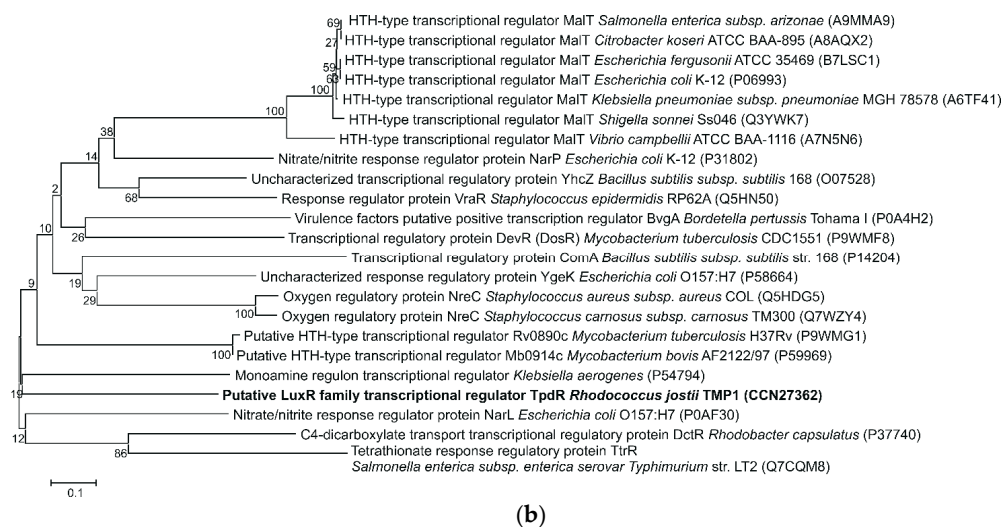 69
HTH-type transcriptional regulator MalT Salmonella enterica subsp. arizonae (A9MMA9)
27
HTH-type transcriptional regulator MalT Citrobacter koseri ATCC BAA-895 (A8AQX2)
HTH-type transcriptional regulator MalT Escherichia fergusonii ATCC 35469 (B7LSC1)
59
63
HTH-type transcriptional regulator MalT Escherichia coli K-12 (P06993)
100
HTH-type transcriptional regulator MalT Klebsiella pneumoniae subsp. pneumoniae MGH 78578 (A6TF41)
100
HTH-type transcriptional regulator MalT Shigella sonnei Ss046 (Q3YWK7)
38
HTH-type transcriptional regulator MalT Vibrio campbellii ATCC BAA-1116 (A7N5N6)
14
Nitrate/nitrite response regulator protein NarP Escherichia coli K-12 (P31802)
Uncharacterized transcriptional regulatory protein YhcZ Bacillus subtilis subsp. subtilis 168 (O07528)
2
68
Response regulator protein VraR Staphylococcus epidermidis RP62A (Q5HN50)
Virulence factors putative positive transcription regulator BvgA Bordetella pertussis Tohama I (P0A4H2)
10
26
Transcriptional regulatory protein DevR (DosR) Mycobacterium tuberculosis CDC1551 (P9WMF8)
Transcriptional regulatory protein ComA Bacillus subtilis subsp. subtilis str. 168 (P14204)
9
19
Uncharacterized response regulatory protein YgeK Escherichia coli O157:H7 (P58664)
29
Oxygen regulatory protein NreC Staphylococcus aureus subsp. aureus COL (Q5HDG5)
100
Oxygen regulatory protein NreC Staphylococcus carnosus subsp. carnosus TM300 (Q7WZY4)
Putative HTH-type transcriptional regulator Rv0890c Mycobacterium tuberculosis H37Rv (P9WMG1)
100
Putative HTH-type transcriptional regulator Mb0914c Mycobacterium bovis AF2122/97 (P59969)
Monoamine regulon transcriptional regulator Klebsiella aerogenes (P54794)
19
Putative LuxR family transcriptional regulator TpdR Rhodococcus jostii TMP1 (CCN27362)
Nitrate/nitrite response regulator protein NarL Escherichia coli O157:H7 (P0AF30)
12
C4-dicarboxylate transport transcriptional regulatory protein DctR Rhodobacter capsulatus (P37740)
86
Tetrathionate response regulatory protein TtrR
Salmonella enterica subsp. enterica serovar Typhimurium str. LT2 (Q7CQM8)
0.1
(b)